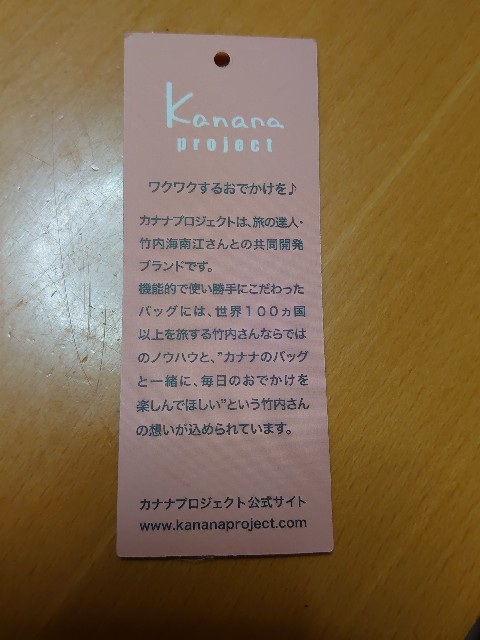 Kanana
project
ワクワクするおでかけを♪
カナナプロジェクトは、旅の達人・
竹内海南江さんとの共同開発
ブランドです。
機能的で使い勝手にこだわった
バッグには、世界100ヵ国
以上を旅する竹内さんならでは
のノウハウと、"カナナのバッグ
と一緒に、毎日のおでかけを
楽しんでほしい"という竹内さん
の想いが込められています。
カナナプロジェクト公式サイト
www.kananaproject.com